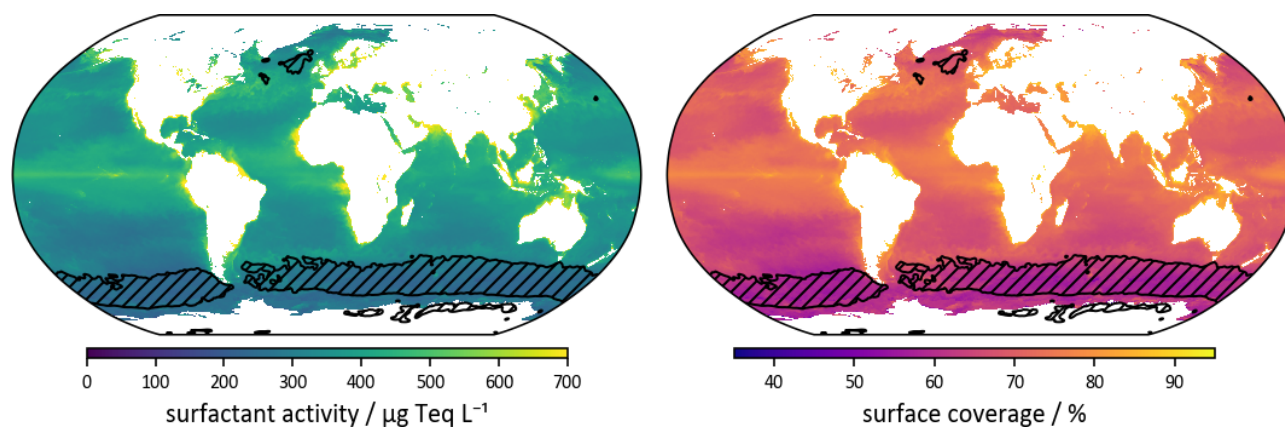 0 100 200 300 400 500 600 700
surfactant activity / µg Teq L⁻¹
40 50 60 70 80 90
surface coverage / %